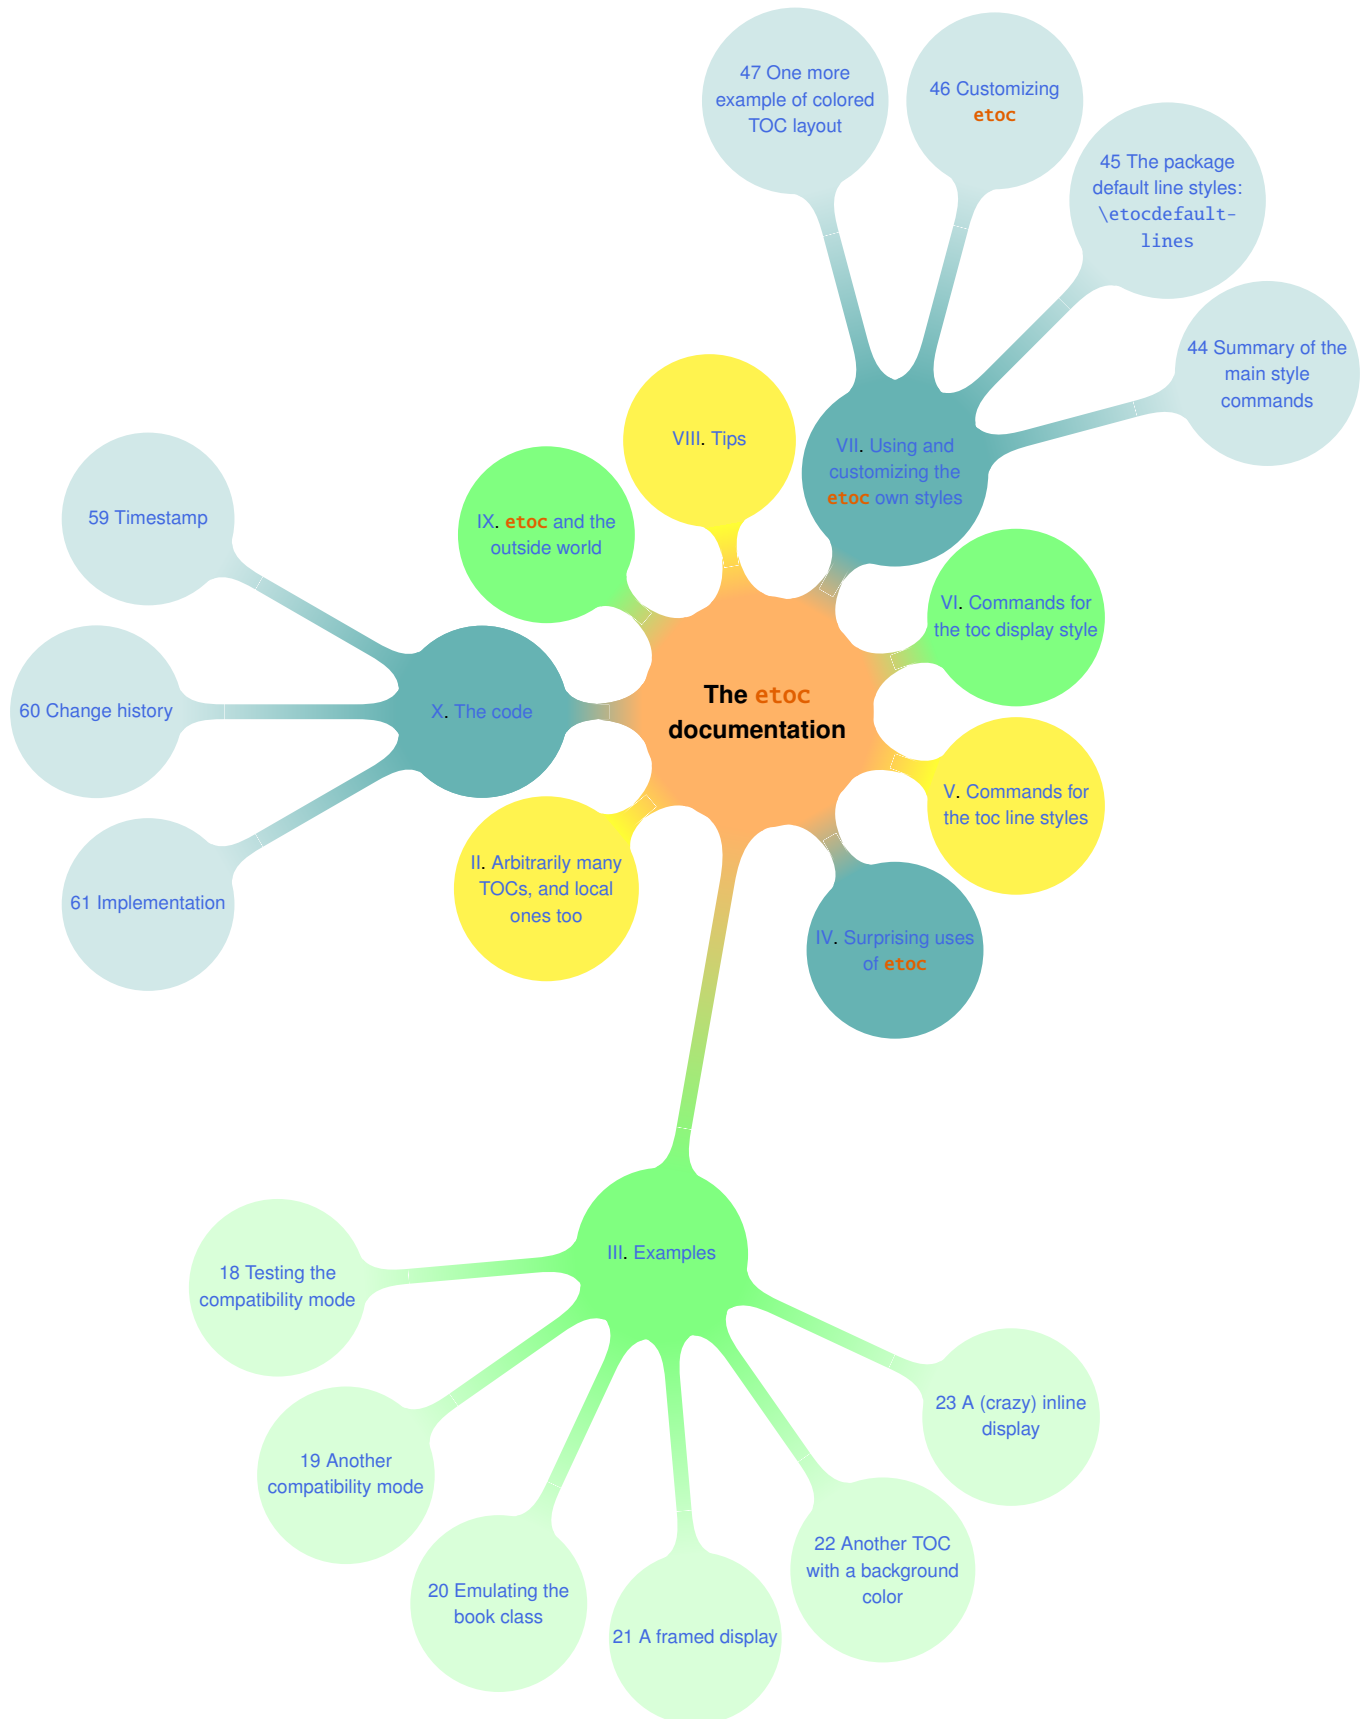 47 One more
example of colored
TOC layout
46 Customizing
etoc
45 The package
default line styles:
\etocdefault-
lines
44 Summary of the
main style
commands
VIII. Tips
VII. Using and
customizing the
etoc own styles
59 Timestamp
IX. etoc and the
outside world
VI. Commands for
the toc display style
60 Change history
X. The code
The etoc
documentation
V. Commands for
the toc line styles
61 Implementation
II. Arbitrarily many
TOCs, and local
ones too
IV. Surprising uses
of etoc
III. Examples
18 Testing the
compatibility mode
19 Another
compatibility mode
20 Emulating the
book class
21 A framed display
22 Another TOC
with a background
color
23 A (crazy) inline
display